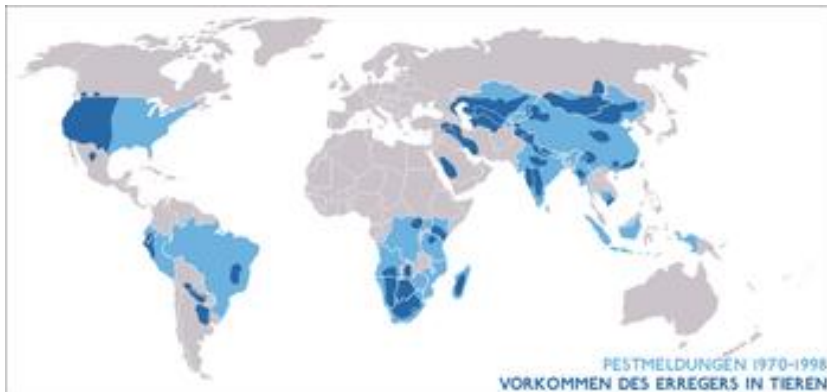 PESTMELDUNGEN 1970-1998
VORKOMMEN DES ERREGERS IN TIEREN